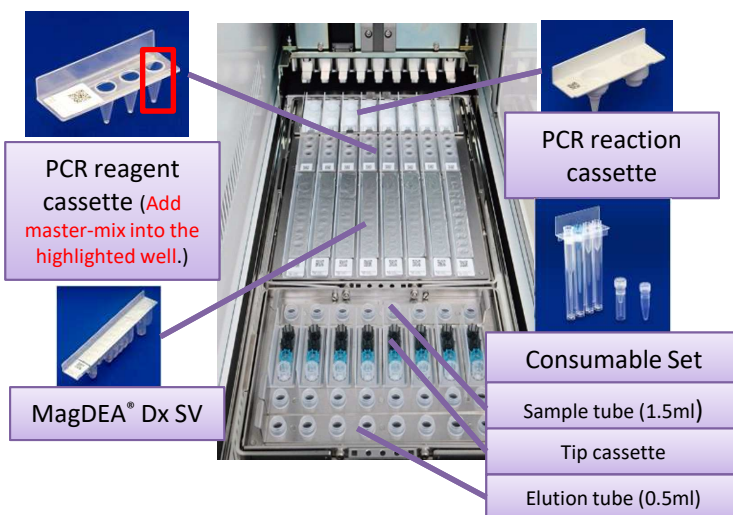 PCR reagent
cassette (Add
master-mix into the
highlighted well.)
PCR reaction
cassette
MagDEA® Dx SV
Consumable Set
Sample tube (1.5ml)
Tip cassette
Elution tube (0.5ml)